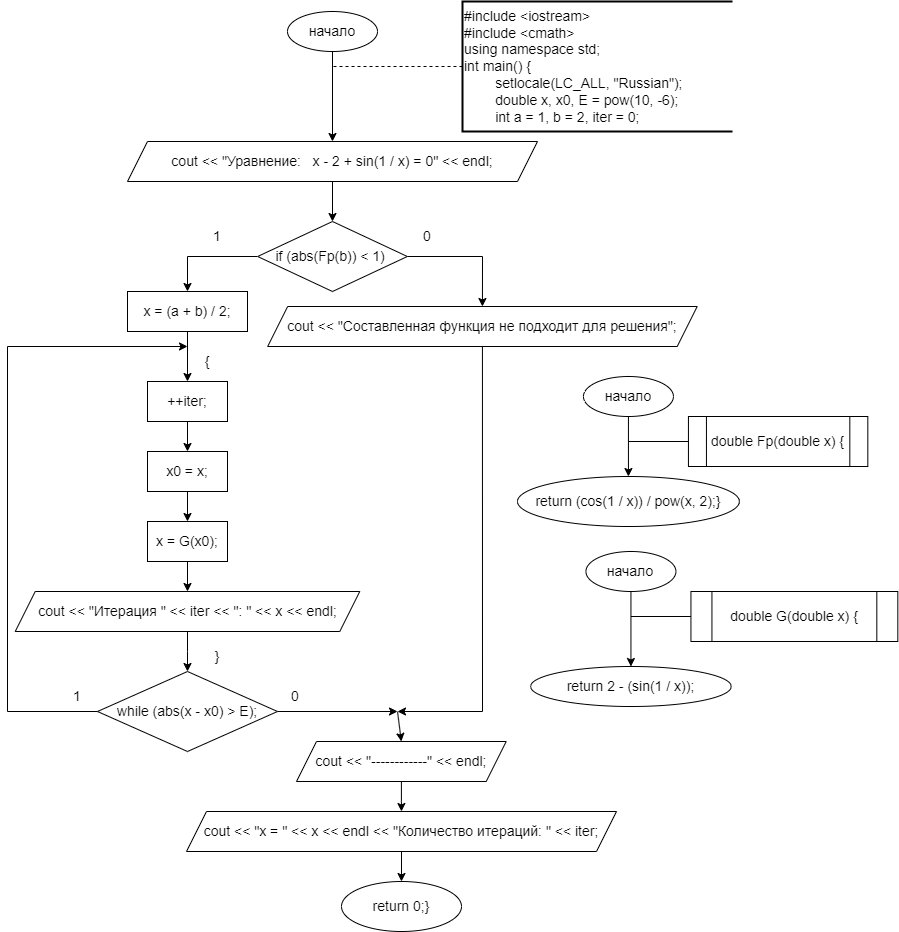 начало
#include <iostream>
#include <cmath>
using namespace std;
int main() {
setlocale(LC_ALL, "Russian");
double x, x0, E = pow(10, -6);
int a = 1, b = 2, iter = 0;
cout << "Уравнение:   x - 2 + sin(1 / x) = 0" << endl;
1
0
if (abs(Fp(b)) < 1)
x = (a + b) / 2;
cout << "Составленная функция не подходит для решения";
{
++iter;
x0 = x;
x = G(x0);
cout << "Итерация " << iter << ": " << x << endl;
}
1
0
while (abs(x - x0) > E);
cout << "------------" << endl;
cout << "x = " << x << endl << "Количество итераций: " << iter;
return 0;}
начало
double Fp(double x) {
return (cos(1 / x)) / pow(x, 2);}
начало
double G(double x) {
return 2 - (sin(1 / x));